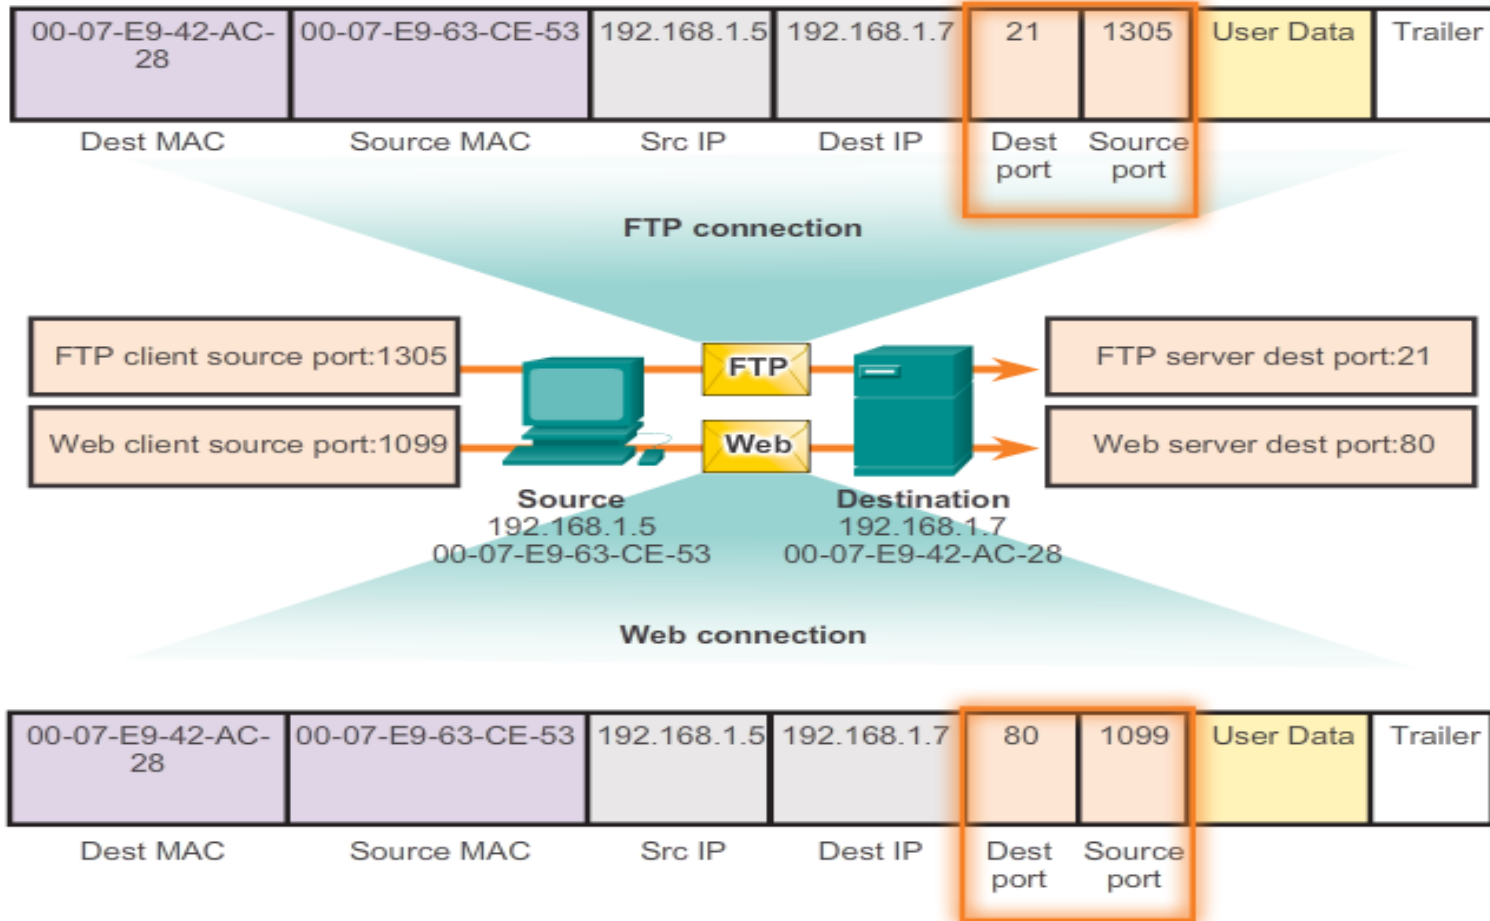 00-07-E9-42-AC-
28
00-07-E9-63-CE-53
192.168.1.5
192.168.1.7
21
1305
User Data
Trailer
Dest MAC
Source MAC
Src IP
Dest IP
Dest
port
Source
port
FTP connection
FTP client source port:1305
FTP
FTP server dest port:21
Web client source port:1099
Web
Web server dest port:80
Source
192.168.1.5
00-07-E9-63-CE-53
Destination
192.168.1.7
00-07-E9-42-AC-28
Web connection
00-07-E9-42-AC-
28
00-07-E9-63-CE-53
192.168.1.5
192.168.1.7
80
1099
User Data
Trailer
Dest MAC
Source MAC
Src IP
Dest IP
Dest
port
Source
port